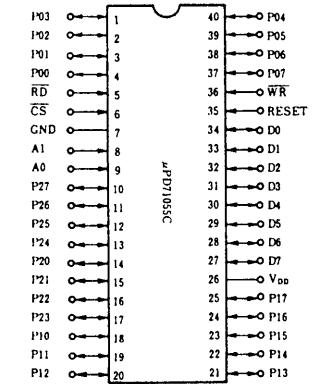 P03 1 40 P04
P02 2 39 P05
P01 3 38 P06
P00 4 37 P07
RD 5 36 WR
CS 6 35 RESET
GND 7 34 D0
A1 8 33 D1
A0 9 32 D2
P27 10 31 D3
P26 11 30 D4
P25 12 29 D5
P24 13 28 D6
P20 14 27 D7
P21 15 26 VDD
P22 16 25 P17
P23 17 24 P16
P10 18 23 P15
P11 19 22 P14
P12 20 21 P13
μPD71055C